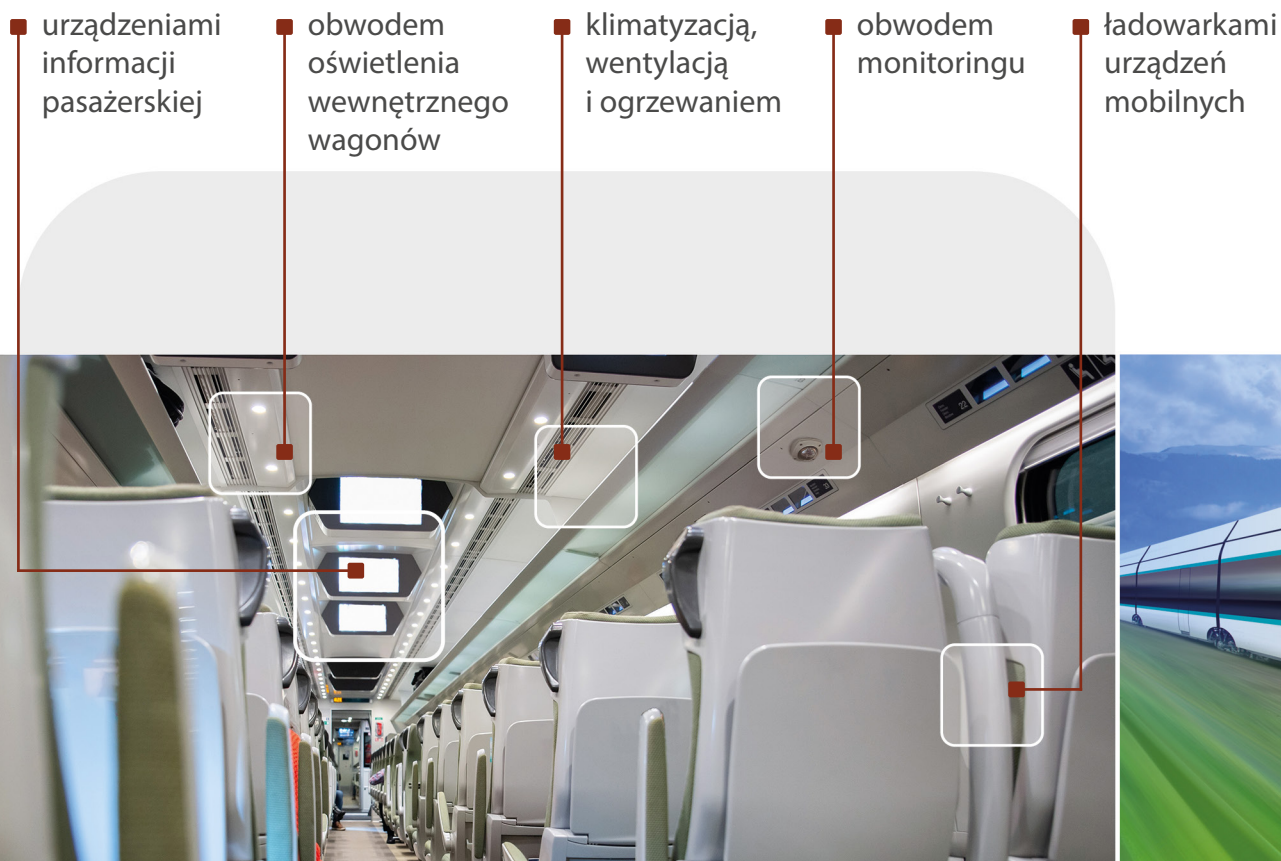 urządzeniami
informacji
pasażerskiej
obwodem
oświetlenia
wewnętrznego
wagonów
klimatyzacją,
wentylacją
i ogrzewaniem
obwodem
monitoringu
ładowarkami
urządzeń
mobilnych